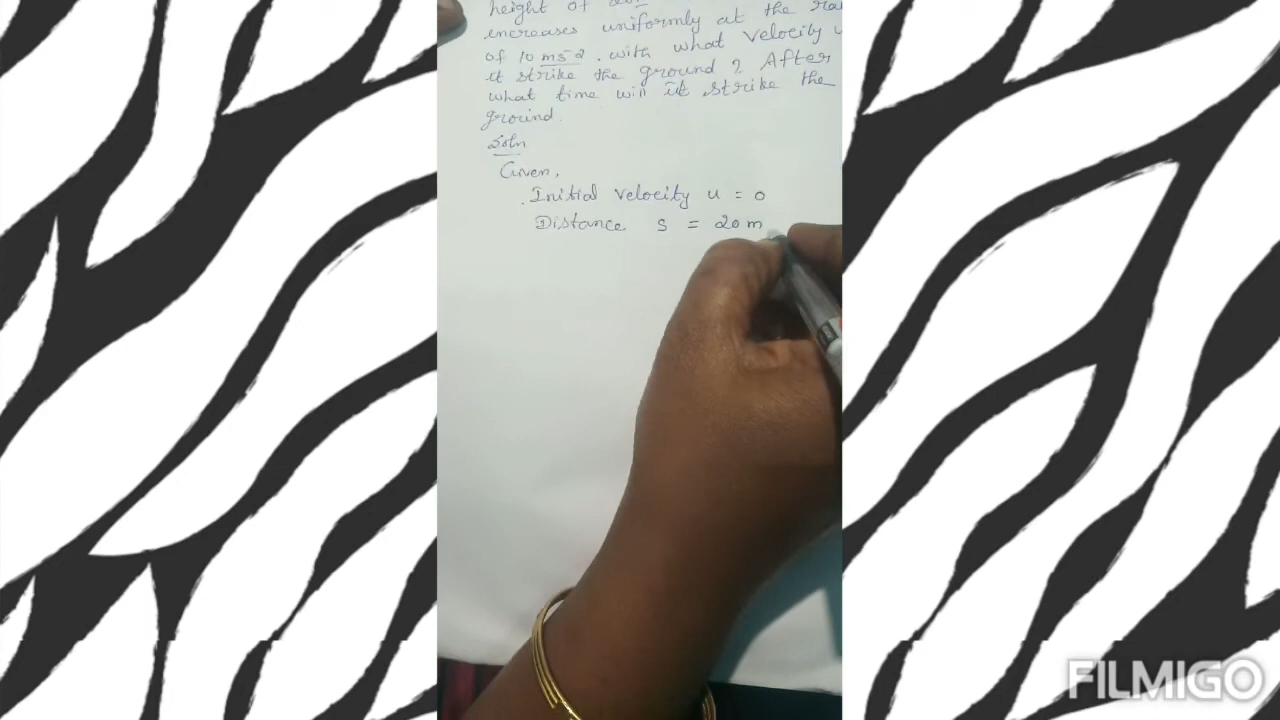 height of 20m
increases uniformly at the
of 10 ms-2. with what velocity
it strike the ground? After
what time will it strike the
ground.
Soln
Given,
Initial velocity u = 0
Distance s = 20 m
FILMIGO